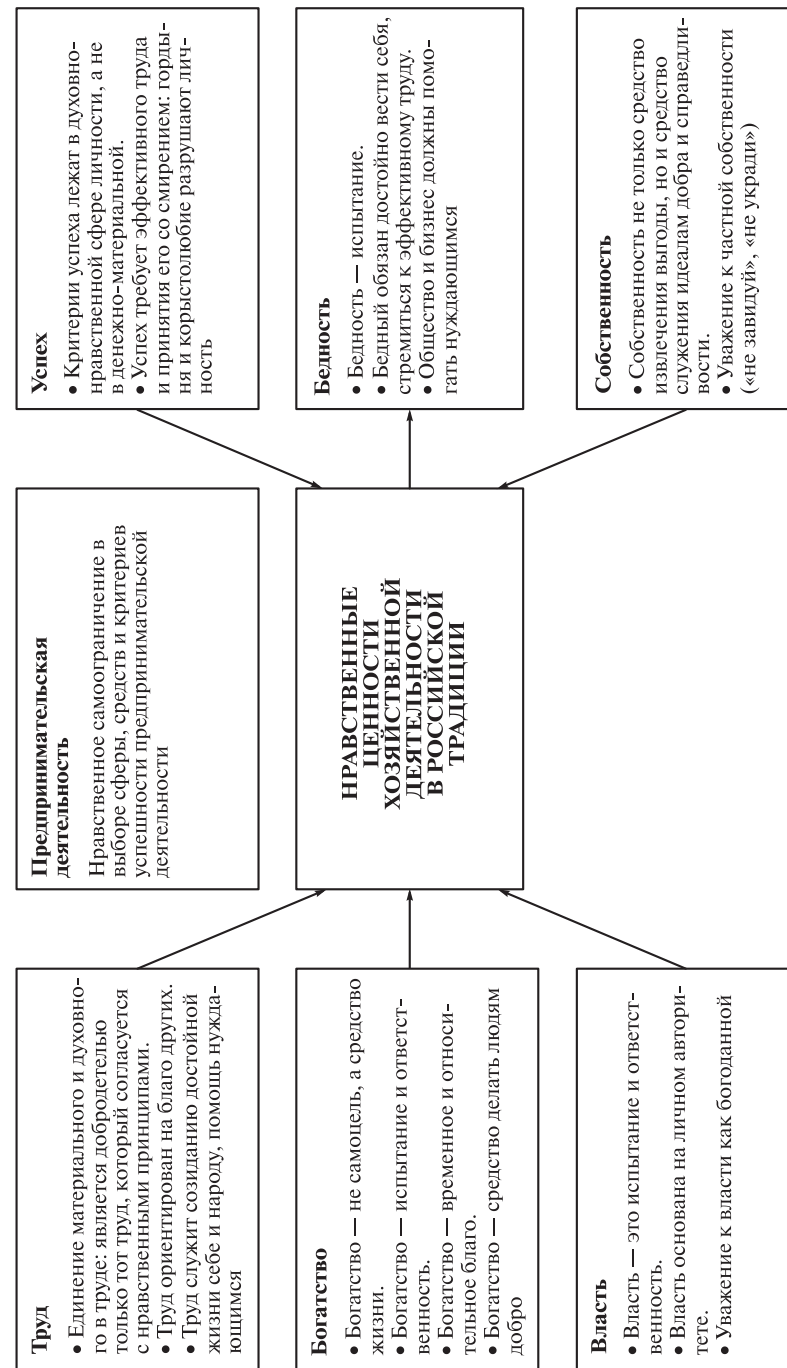 Труд
• Единение материального и духовно-
го в труде: является добродетелью
только тот труд, который согласуется
с нравственными принципами.
• Труд ориентирован на благо других.
• Труд служит созиданию достойной
жизни себе и народу, помощь нужда-
ющимся
Предпринимательская
деятельность
Нравственное самоограничение в
выборе сферы, средств и критериев
успешности предпринимательской
деятельности
Успех
• Критерии успеха лежат в духовно-
нравственной сфере личности, а не
в денежно-материальной.
• Успех требует эффективного труда
и принятия его со смирением: горды-
ня и корыстолюбие разрушают лич-
ность
Богатство
• Богатство — не самоцель, а средство
жизни.
• Богатство — испытание и ответст-
венность.
• Богатство — временное и относи-
тельное благо.
• Богатство — средство делать людям
добро
НРАВСТВЕННЫЕ
ЦЕННОСТИ
ХОЗЯЙСТВЕННОЙ
ДЕЯТЕЛЬНОСТИ
В РОССИЙСКОЙ
ТРАДИЦИИ
Бедность
• Бедность — испытание.
• Бедный обязан достойно вести себя,
стремиться к эффективному труду.
• Общество и бизнес должны помо-
гать нуждающимся
Власть
• Власть — это испытание и ответст-
венность.
• Власть основана на личном автори-
тете.
• Уважение к власти как богоданной
Собственность
• Собственность не только средство
извлечения выгоды, но и средство
служения идеалам добра и справедли-
вости.
• Уважение к частной собственности
(«не завидуй», «не укради»)